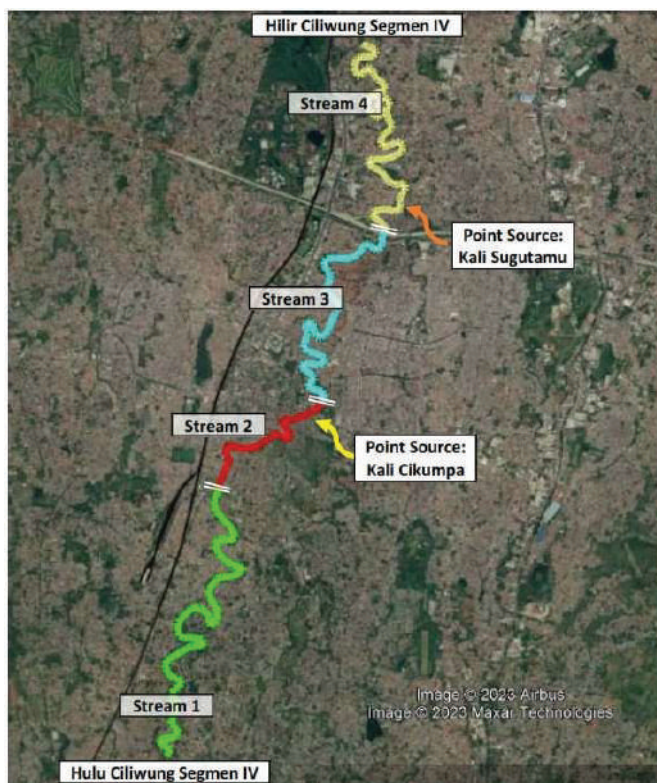 Hilir Ciliwung Segmen IV
Stream 4
Point Source:
Kali Sugutamu
Stream 3
Stream 2
Point Source:
Kali Cikumpa
Stream 1
Image © 2023 Airbus
Image © 2023 Maxar Technologies
Hulu Ciliwung Segmen IV